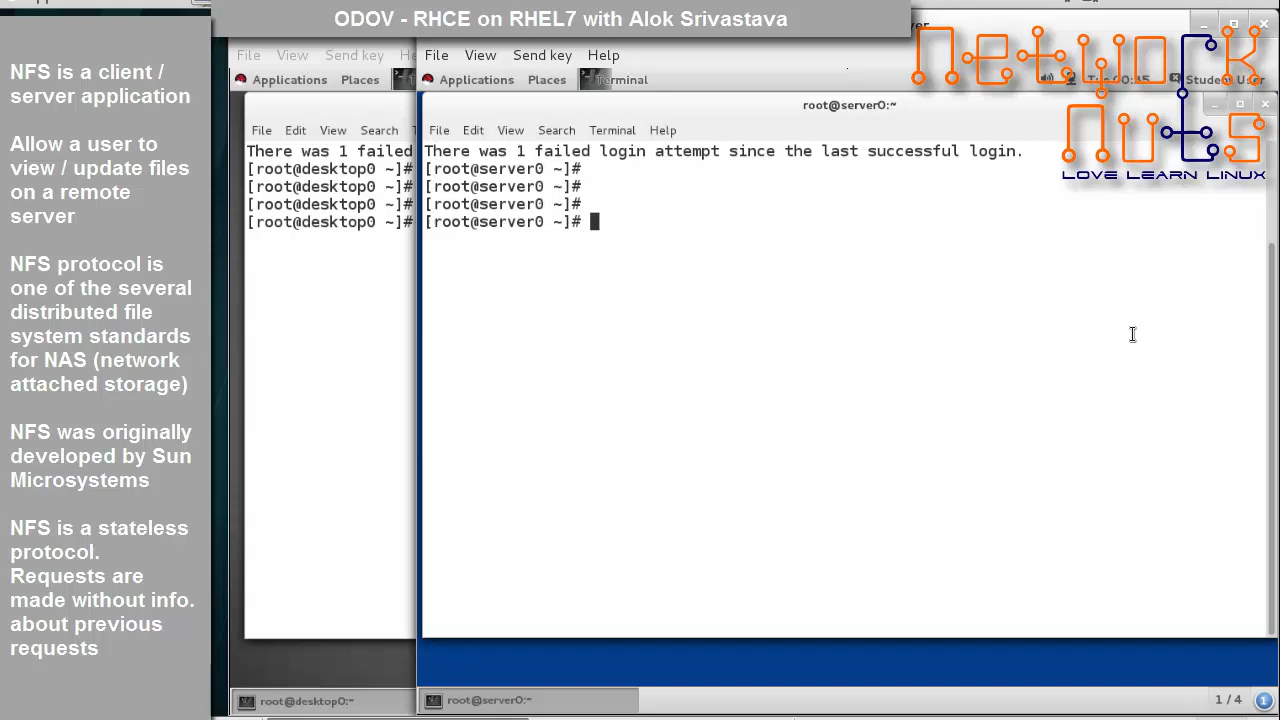 ODOV - RHCE on RHEL7 with Alok Srivastava
NFS is a client /
server application
Allow a user to
view / update files
on a remote
server
NFS protocol is
one of the several
distributed file
system standards
for NAS (network
attached storage)
NFS was originally
developed by Sun
Microsystems
NFS is a stateless
protocol.
Requests are
made without info.
about previous
requests
File View Send key
Applications Places
File Edit View Search
There was 1 failed
[root@desktop0 ~]#
[root@desktop0 ~]#
[root@desktop0 ~]#
[root@desktop0 ~]#
root@desktop0:~
File View Send key Help
Applications Places Terminal
Student User
root@server0:~
File Edit View Search Terminal Help
There was 1 failed login attempt since the last successful login.
[root@server0 ~]#
[root@server0 ~]#
[root@server0 ~]#
[root@server0 ~]#
root@server0:~
1 / 4
1
Network
Nuts
LOVE LEARN LINUX